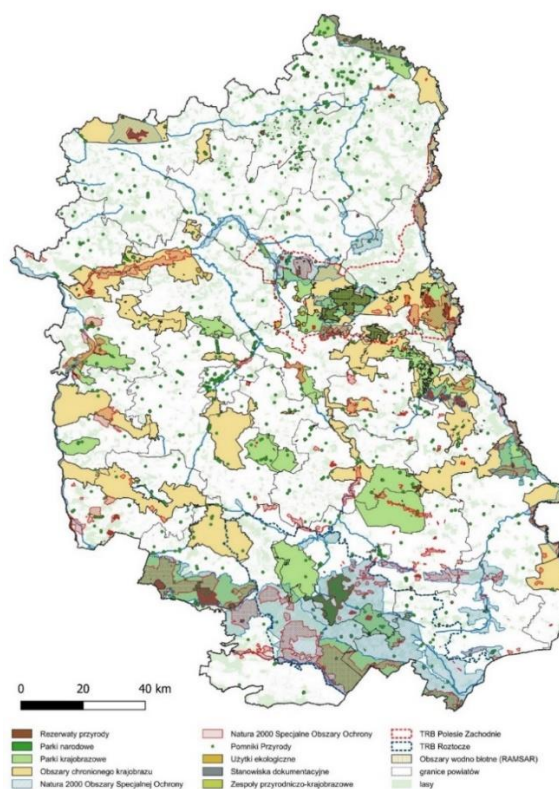 0 20 40 km
Rezerwaty przyrody
Parki narodowe
Parki krajobrazowe
Obszary chronionego krajobrazu
Natura 2000 Obszary Specjalnej Ochrony
Natura 2000 Specjalne Obszary Ochrony
Pomniki Przyrody
Użytki ekologiczne
Stanowiska dokumentacyjne
Zespoły przyrodniczo-krajobrazowe
TRB Polesie Zachodnie
TRB Roztocze
Obszary wodno błotne (RAMSAR)
granice powiatów
lasy